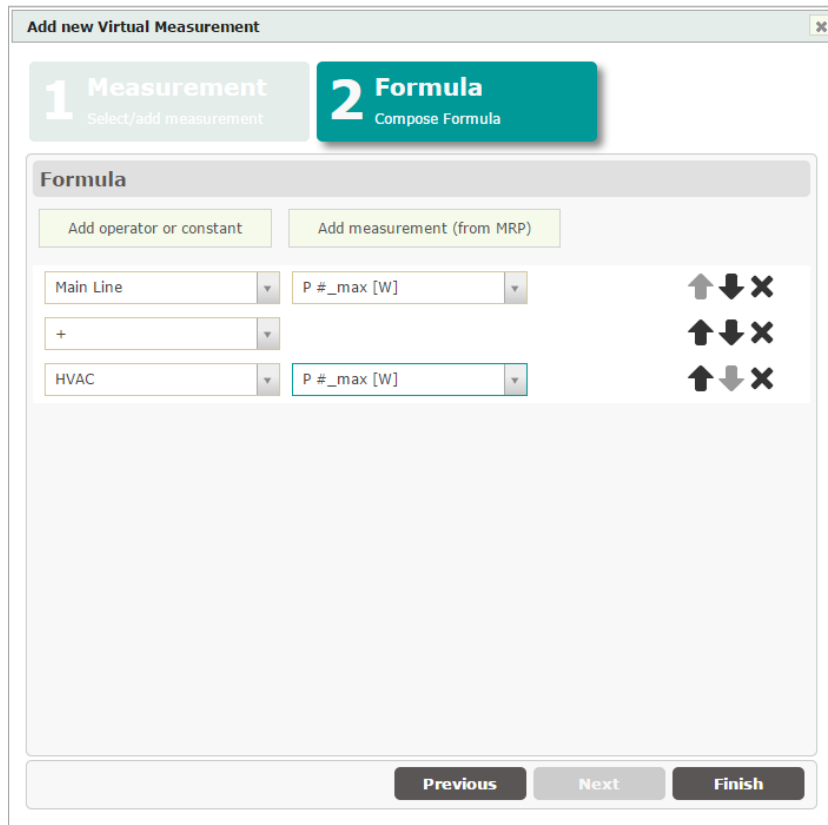 Add new Virtual Measurement
1 Measurement
Select/add measurement
2 Formula
Compose Formula
Formula
Add operator or constant Add measurement (from MRP)
Main Line P #_max [W]
+
HVAC P #_max [W]
Previous Next Finish